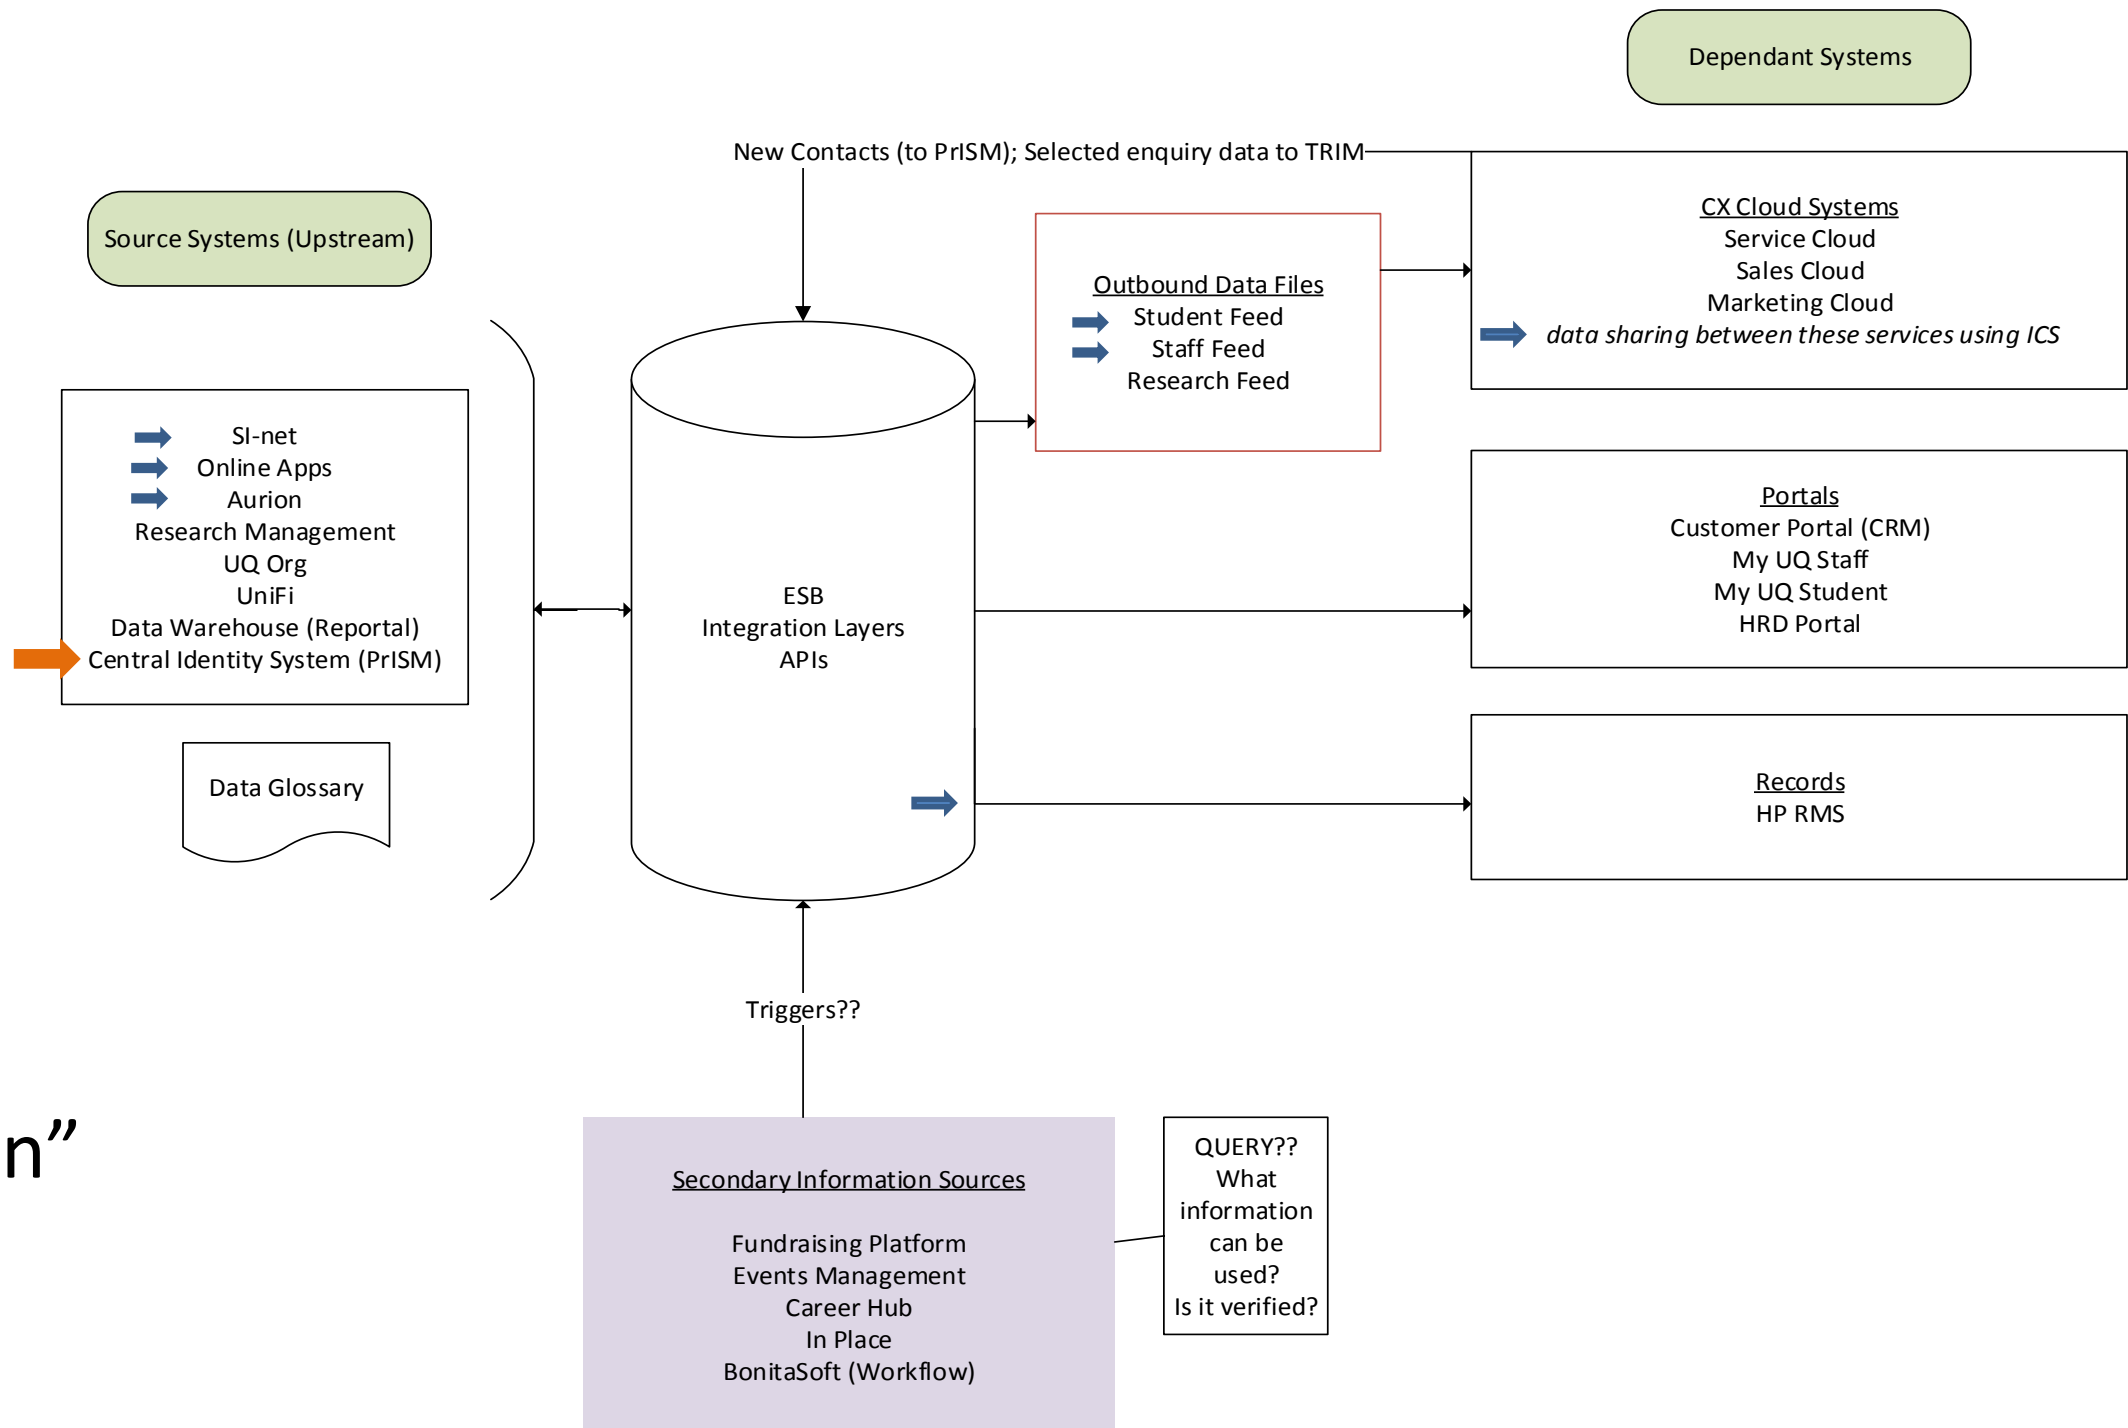 Dependant Systems
New Contacts (to PrISM); Selected enquiry data to TRIM
Source Systems (Upstream)
CX Cloud Systems
Service Cloud
Sales Cloud
Marketing Cloud
data sharing between these services using ICS
Outbound Data Files
Student Feed
Staff Feed
Research Feed
SI-net
Online Apps
Aurion
Research Management
UQ Org
UniFi
Data Warehouse (Reportal)
Central Identity System (PrISM)
Data Glossary
ESB
Integration Layers
APIs
Portals
Customer Portal (CRM)
My UQ Staff
My UQ Student
HRD Portal
Records
HP RMS
Triggers??
n”
Secondary Information Sources
Fundraising Platform
Events Management
Career Hub
In Place
BonitaSoft (Workflow)
QUERY??
What
information
can be
used?
Is it verified?